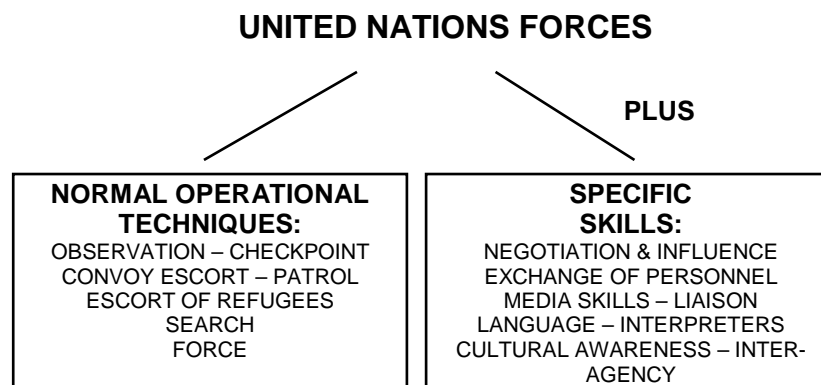 UNITED NATIONS FORCES
PLUS
NORMAL OPERATIONAL
TECHNIQUES:
OBSERVATION – CHECKPOINT
CONVOY ESCORT – PATROL
ESCORT OF REFUGEES
SEARCH
FORCE
SPECIFIC
SKILLS:
NEGOTIATION & INFLUENCE
EXCHANGE OF PERSONNEL
MEDIA SKILLS – LIAISON
LANGUAGE – INTERPRETERS
CULTURAL AWARENESS – INTER-
AGENCY